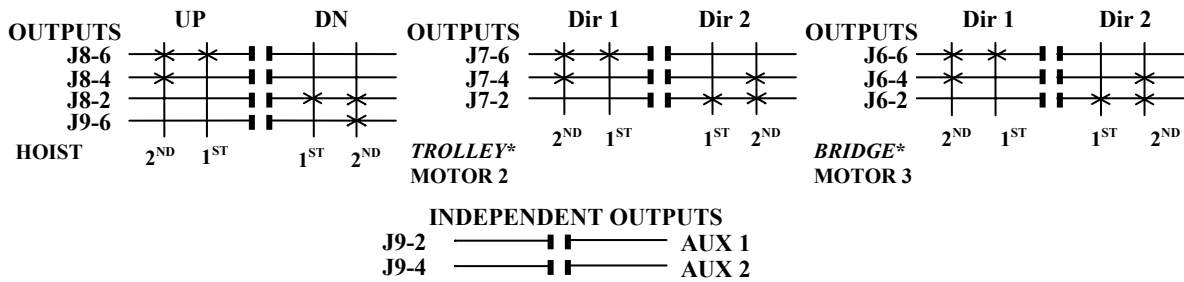 UP DN Dir 1 Dir 2 Dir 1 Dir 2
OUTPUTS OUTPUTS OUTPUTS
J8-6 J7-6 J6-6
J8-4 J7-4 J6-4
J8-2 J7-2 J6-2
J9-6
2ND 1ST 1ST 2ND 2ND 1ST 1ST 2ND 2ND 1ST 1ST 2ND
HOIST TROLLEY* BRIDGE*
MOTOR 2 MOTOR 3
INDEPENDENT OUTPUTS
J9-2 AUX 1
J9-4 AUX 2